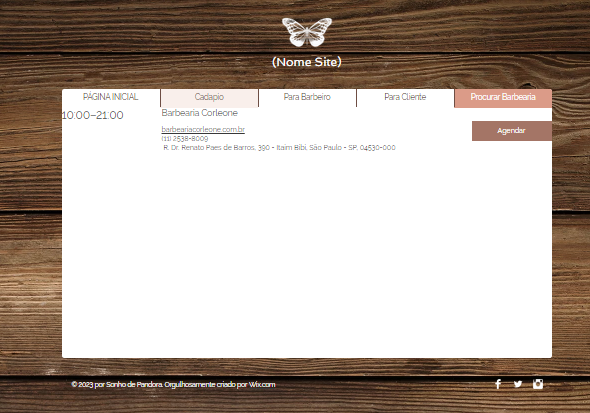 (Nome Site)
PÁGINA INICIAL Cadapio Para Barbeiro Para Cliente Procurar Barbearia
10:00–21:00
Barbearia Corleone
barbeariacorleone.com.br
(11) 2538-8009
R. Dr. Renato Paes de Barros, 390 - Itaim Bibi, São Paulo - SP, 04530-000
Agendar
© 2023 por Sonho de Pandora. Orgulhosamente criado por Wix.com